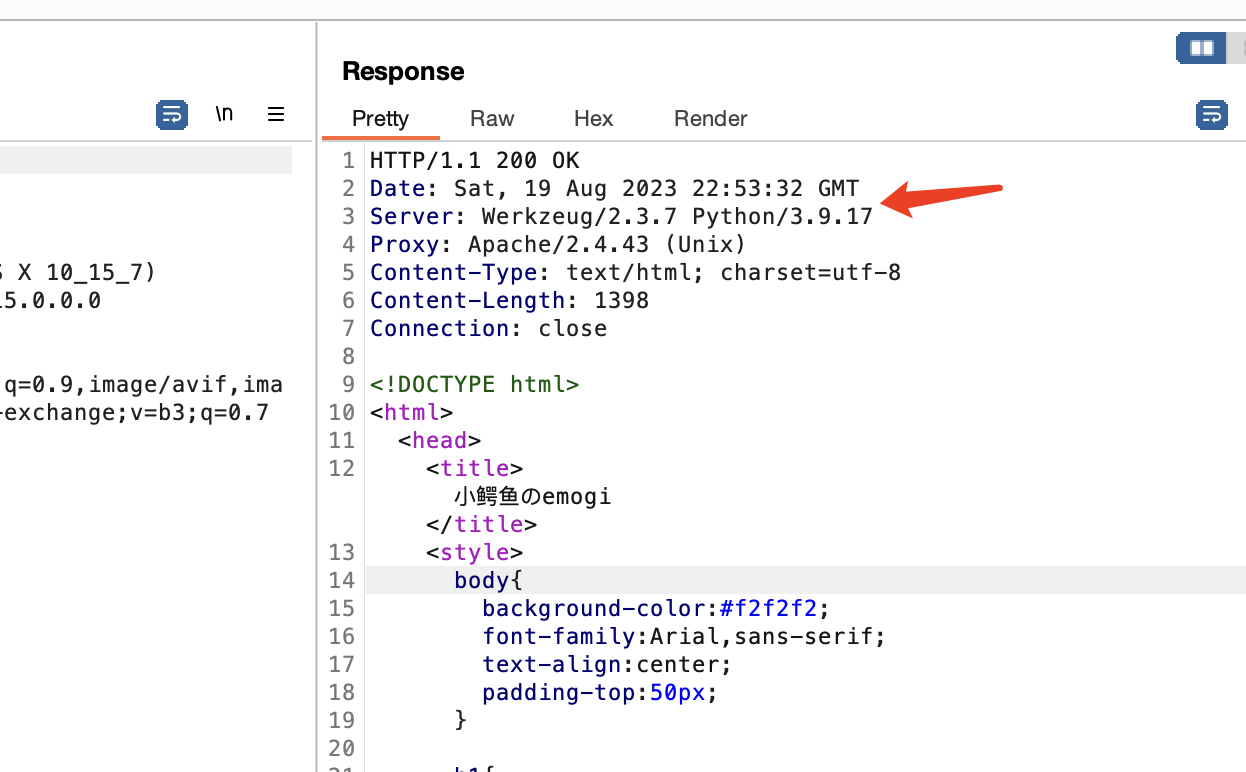 Response
\n
Pretty
Raw
Hex
Render
S X 10_15_7)
15.0.0.0
q=0.9,image/avif,ima
-exchange;v=b3;q=0.7
1 HTTP/1.1 200 OK
2 Date: Sat, 19 Aug 2023 22:53:32 GMT
3 Server: Werkzeug/2.3.7 Python/3.9.17
4 Proxy: Apache/2.4.43 (Unix)
5 Content-Type: text/html; charset=utf-8
6 Content-Length: 1398
7 Connection: close
8
9 <!DOCTYPE html>
10 <html>
11 <head>
12 <title>
小鳄鱼のemogi
</title>
13 <style>
14 body{
15 background-color:#f2f2f2;
16 font-family:Arial,sans-serif;
17 text-align:center;
18 padding-top:50px;
19 }
20
21 h1{